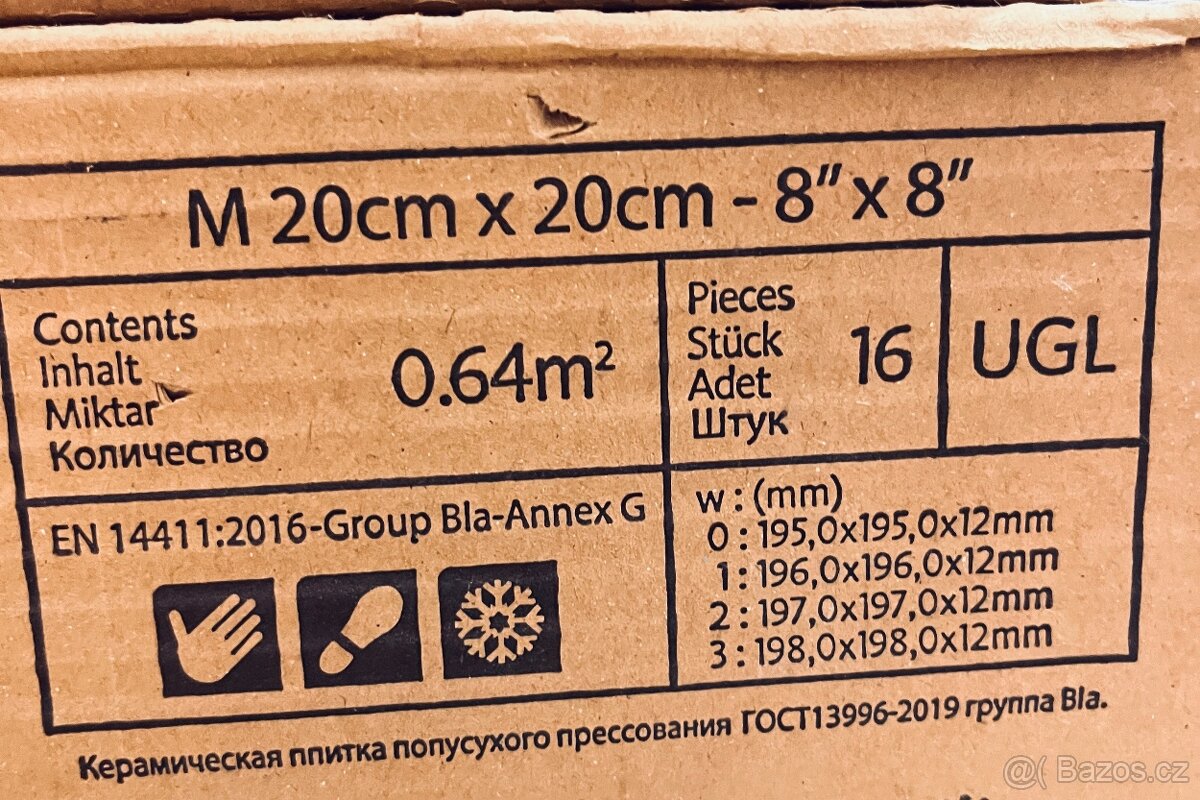 M 20cm x 20cm - 8" x 8"
Contents
Inhalt
Miktar
Количество
0.64m²
Pieces
Stück
Adet
Штук
16
UGL
EN 14411:2016-Group Bla-Annex G
w : (mm)
0 : 195,0x195,0x12mm
1 : 196,0x196,0x12mm
2 : 197,0x197,0x12mm
3 : 198,0x198,0x12mm
Керамическая ппитка попусухого прессования ГОСТ13996-2019 группа Bla.
@( Bazos.cz